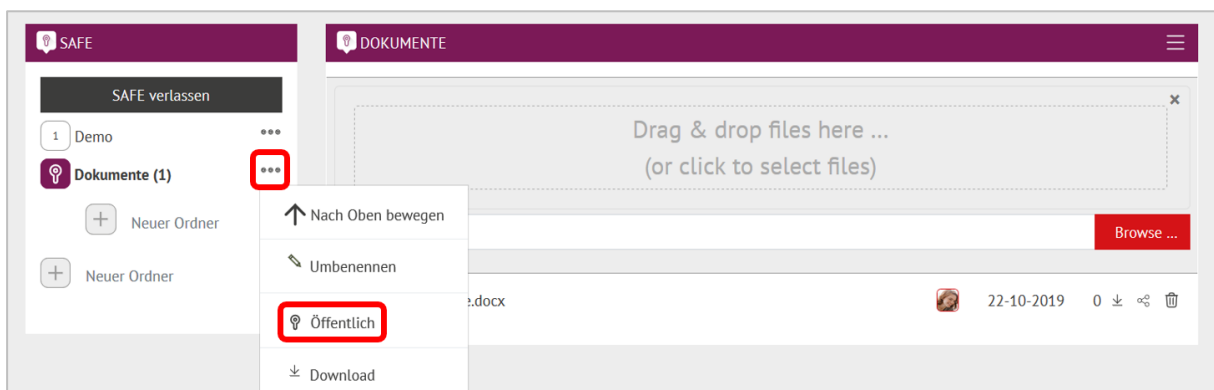 SAFE
SAFE verlassen
1 Demo
Dokumente (1)
Neuer Ordner
Neuer Ordner
Nach Oben bewegen
Umbenennen
Öffentlich
Download
DOKUMENTE
Drag & drop files here ...
(or click to select files)
Browse ...
.docx 22-10-2019 0